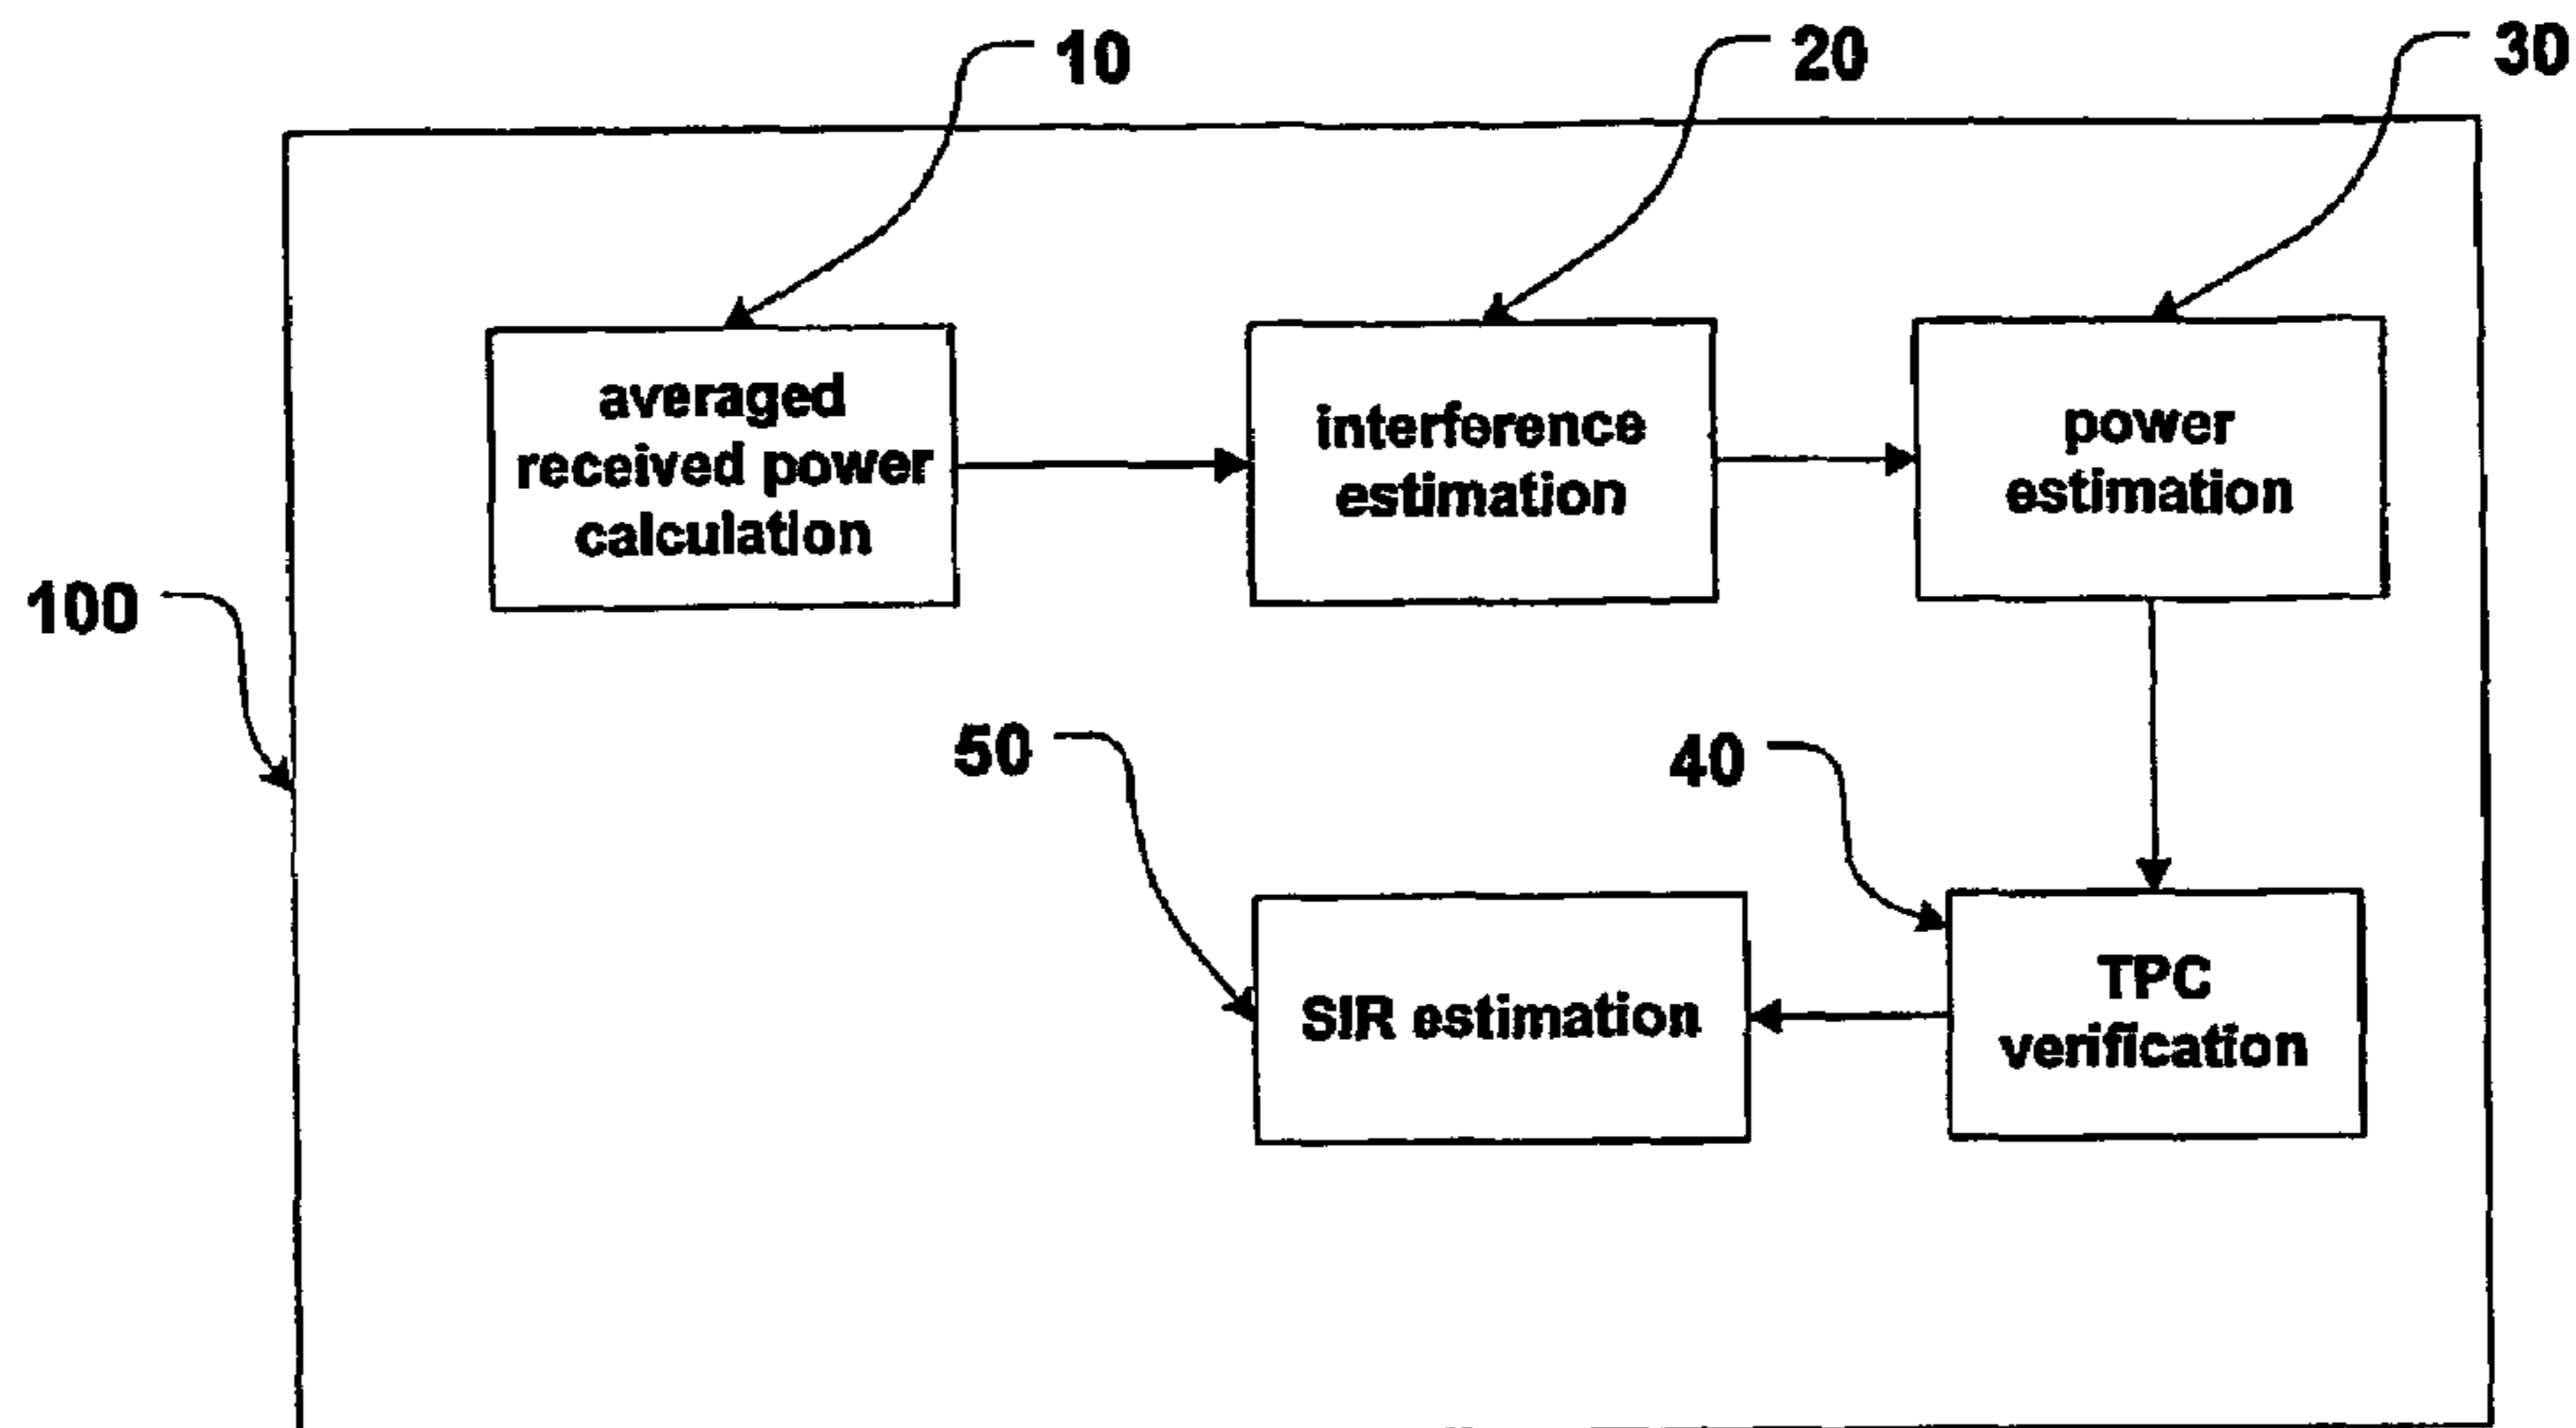 10
20
30
averaged
received power
calculation
interference
estimation
power
estimation
100
50
40
SIR estimation
TPC
verification